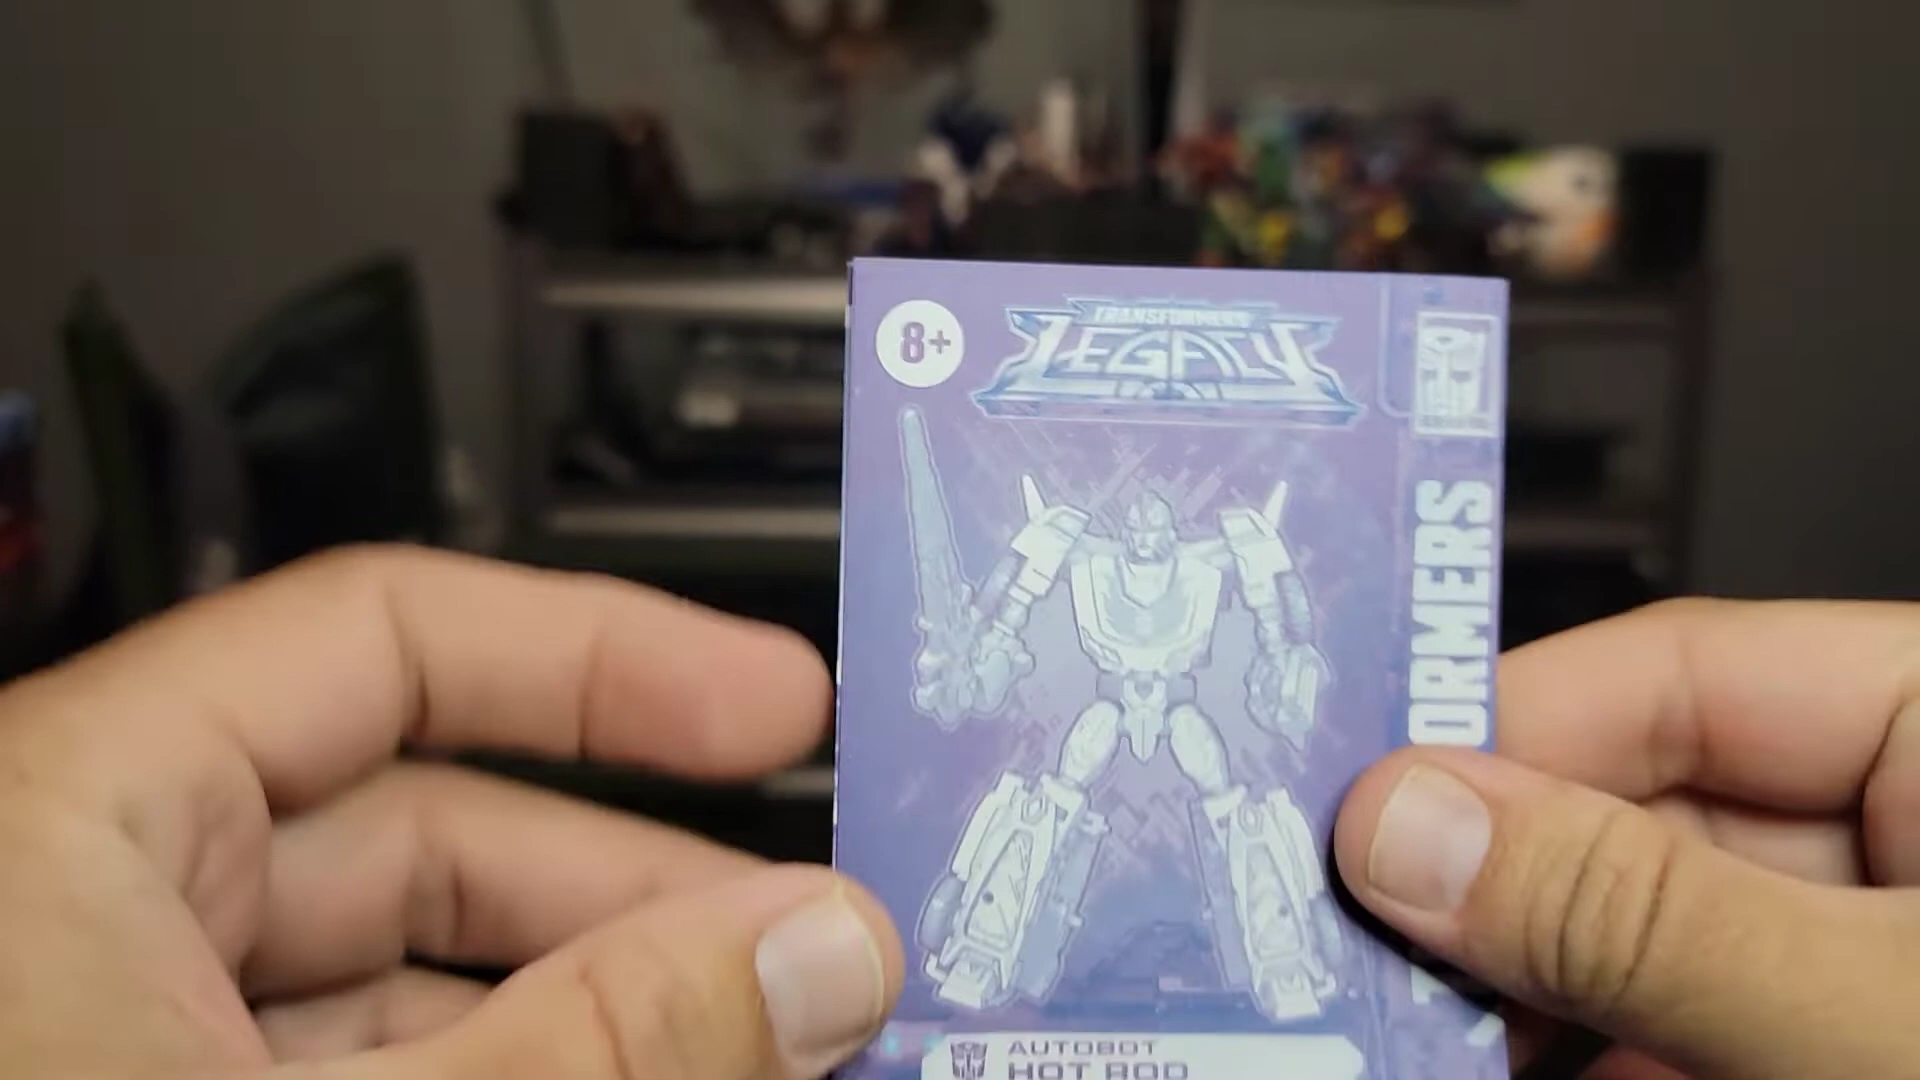 8+
TRANSFORMERS
LEGACY
ORMERS
AUTOBOT
HOT ROD